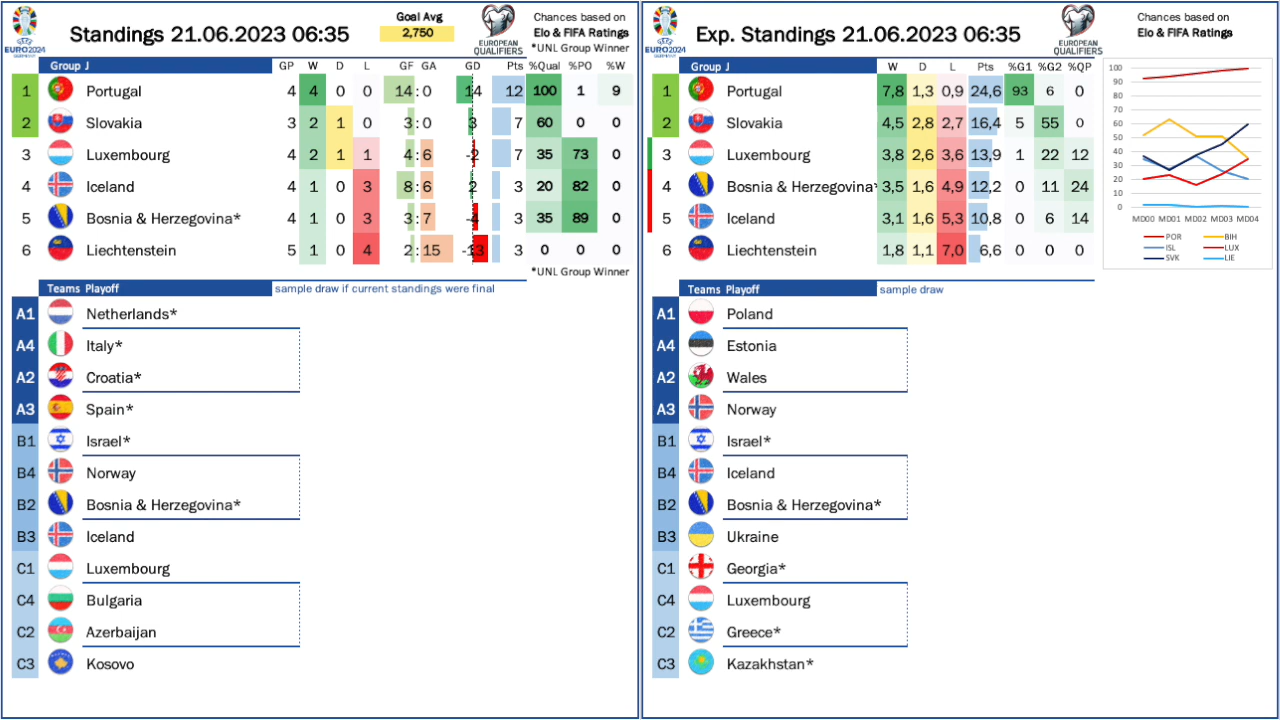 EURO2024
GERMANY
Standings 21.06.2023 06:35
Goal Avg
2,750
EUROPEAN
QUALIFIERS
Chances based on
Elo & FIFA Ratings
*UNL Group Winner
Group J GP W D L GF GA GD Pts %Qual %PO %W
1 Portugal 4 4 0 0 14 : 0 14 12 100 1 9
2 Slovakia 3 2 1 0 3 : 0 3 7 60 0 0
3 Luxembourg 4 2 1 1 4 : 6 -2 7 35 73 0
4 Iceland 4 1 0 3 8 : 6 2 3 20 82 0
5 Bosnia & Herzegovina* 4 1 0 3 3 : 7 -4 3 35 89 0
6 Liechtenstein 5 1 0 4 2 : 15 -13 3 0 0 0
*UNL Group Winner
Teams Playoff sample draw if current standings were final
A1 Netherlands*
A4 Italy*
A2 Croatia*
A3 Spain*
B1 Israel*
B4 Norway
B2 Bosnia & Herzegovina*
B3 Iceland
C1 Luxembourg
C4 Bulgaria
C2 Azerbaijan
C3 Kosovo
EURO2024
GERMANY
Exp. Standings 21.06.2023 06:35
EUROPEAN
QUALIFIERS
Chances based on
Elo & FIFA Ratings
Group J W D L Pts %G1 %G2 %QP
1 Portugal 7,8 1,3 0,9 24,6 93 6 0
2 Slovakia 4,5 2,8 2,7 16,4 5 55 0
3 Luxembourg 3,8 2,6 3,6 13,9 1 22 12
4 Bosnia & Herzegovina* 3,5 1,6 4,9 12,2 0 11 24
5 Iceland 3,1 1,6 5,3 10,8 0 6 14
6 Liechtenstein 1,8 1,1 7,0 6,6 0 0 0
100
90
80
70
60
50
40
30
20
10
0
MD00 MD01 MD02 MD03 MD04
POR BIH
ISL LUX
SVK LIE
Teams Playoff sample draw
A1 Poland
A4 Estonia
A2 Wales
A3 Norway
B1 Israel*
B4 Iceland
B2 Bosnia & Herzegovina*
B3 Ukraine
C1 Georgia*
C4 Luxembourg
C2 Greece*
C3 Kazakhstan*